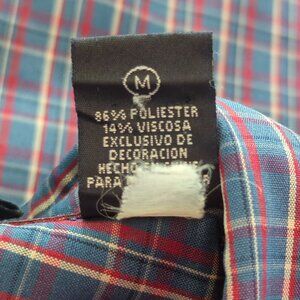 M
86% POLIESTER
14% VISCOSA
EXCLUSIVO DE
DECORACION
HECHO
PARA